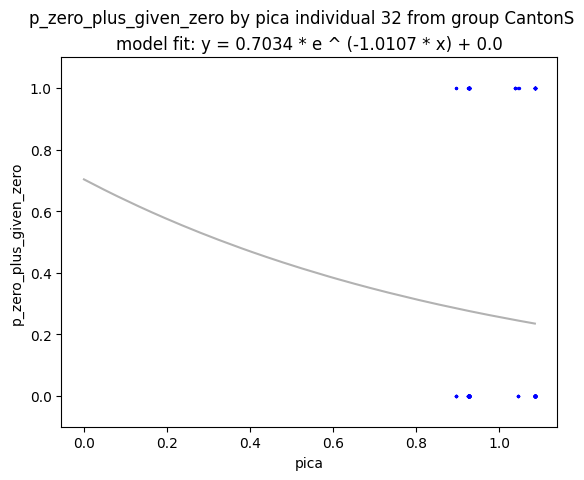 p_zero_plus_given_zero by pica individual 32 from group CantonS
model fit: y = 0.7034 * e ^ (-1.0107 * x) + 0.0
p_zero_plus_given_zero
1.0
0.8
0.6
0.4
0.2
0.0
0.0 0.2 0.4 0.6 0.8 1.0
pica